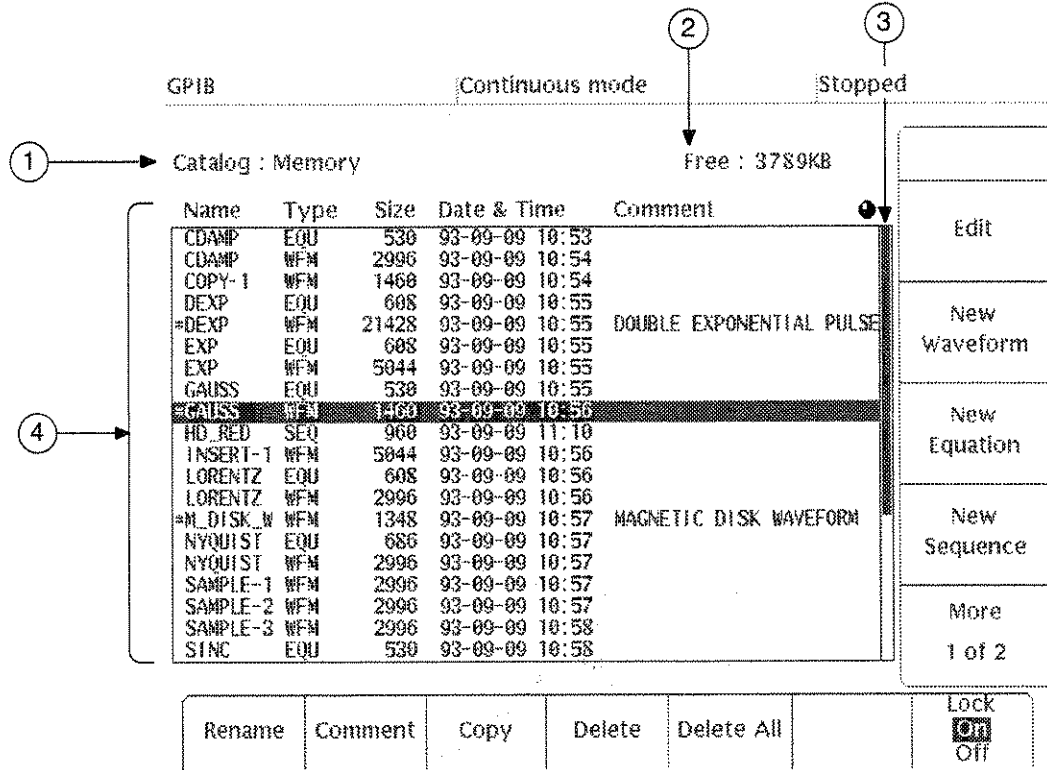 2
3
GPIB Continuous mode Stopped
1
Catalog : Memory Free : 3789KB
Name Type Size Date & Time Comment
CDAMP EQU 530 93-09-09 10:53
CDAMP WFM 2996 93-09-09 10:54
COPY-1 WFM 1460 93-09-09 10:54
DEXP EQU 608 93-09-09 10:55
*DEXP WFM 21428 93-09-09 10:55 DOUBLE EXPONENTIAL PULSE
EXP EQU 608 93-09-09 10:55
EXP WFM 5044 93-09-09 10:55
GAUSS EQU 530 93-09-09 10:55
*GAUSS WFM 1460 93-09-09 10:56
HD_RED SEQ 960 93-09-09 11:10
INSERT-1 WFM 5044 93-09-09 10:56
LORENTZ EQU 608 93-09-09 10:56
LORENTZ WFM 2996 93-09-09 10:56
*M_DISK_W WFM 1348 93-09-09 10:57 MAGNETIC DISK WAVEFORM
NYQUIST EQU 686 93-09-09 10:57
NYQUIST WFM 2996 93-09-09 10:57
SAMPLE-1 WFM 2996 93-09-09 10:57
SAMPLE-2 WFM 2996 93-09-09 10:57
SAMPLE-3 WFM 2996 93-09-09 10:58
SINC EQU 530 93-09-09 10:58
4
Edit
New
Waveform
New
Equation
New
Sequence
More
1 of 2
Rename Comment Copy Delete Delete All
Lock
On
Off